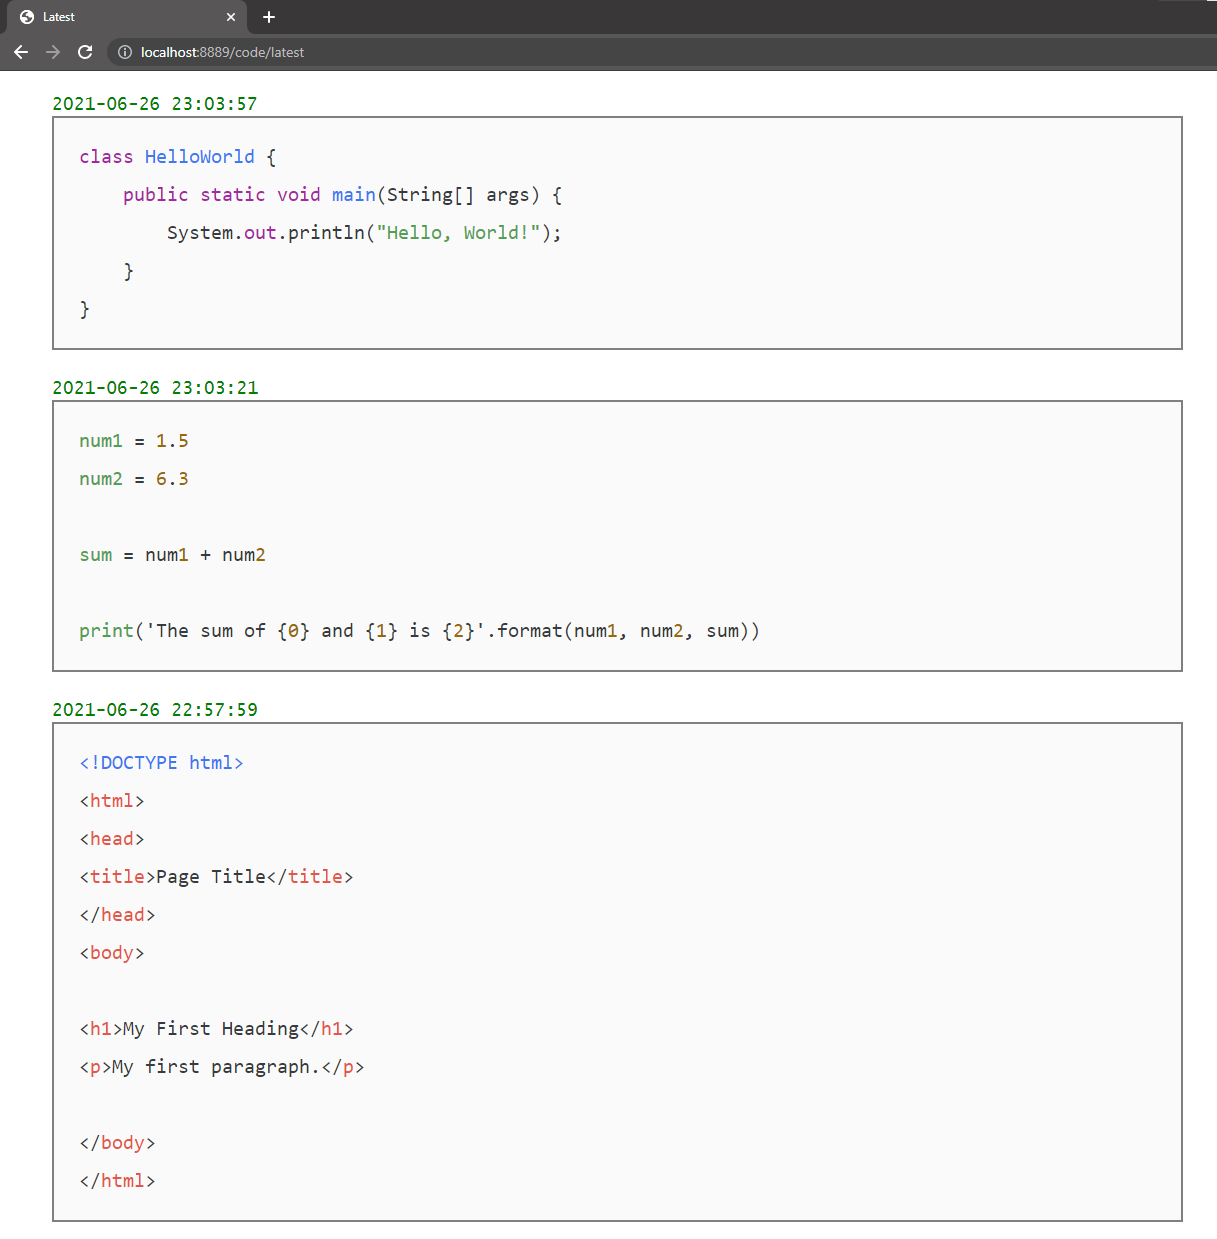 Latest
localhost:8889/code/latest
2021-06-26 23:03:57
class HelloWorld {
    public static void main(String[] args) {
        System.out.println("Hello, World!");
    }
}
2021-06-26 23:03:21
num1 = 1.5
num2 = 6.3
sum = num1 + num2
print('The sum of {0} and {1} is {2}'.format(num1, num2, sum))
2021-06-26 22:57:59
<!DOCTYPE html>
<html>
<head>
<title>Page Title</title>
</head>
<body>
<h1>My First Heading</h1>
<p>My first paragraph.</p>
</body>
</html>